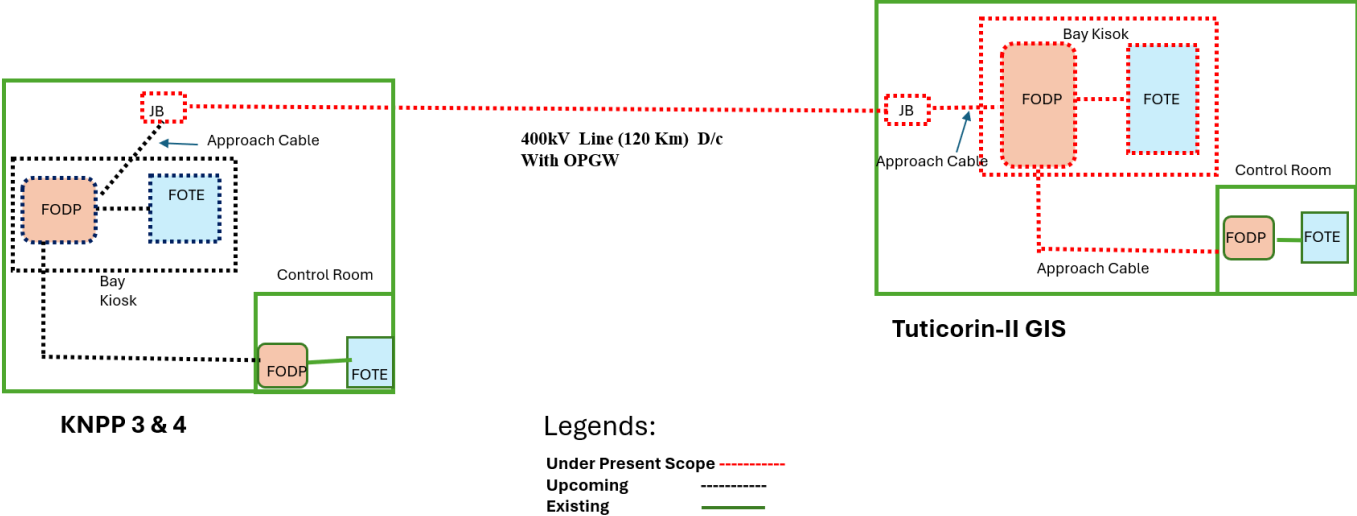 Bay Kisok
JB
FODP
FOTE
JB
Approach Cable
400kV Line (120 Km) D/c
With OPGW
Approach Cable
Control Room
FODP
FOTE
FODP
FOTE
Approach Cable
Control Room
Bay
Kiosk
FODP
FOTE
Tuticorin-II GIS
KNPP 3 & 4
Legends:
Under Present Scope
Upcoming
Existing